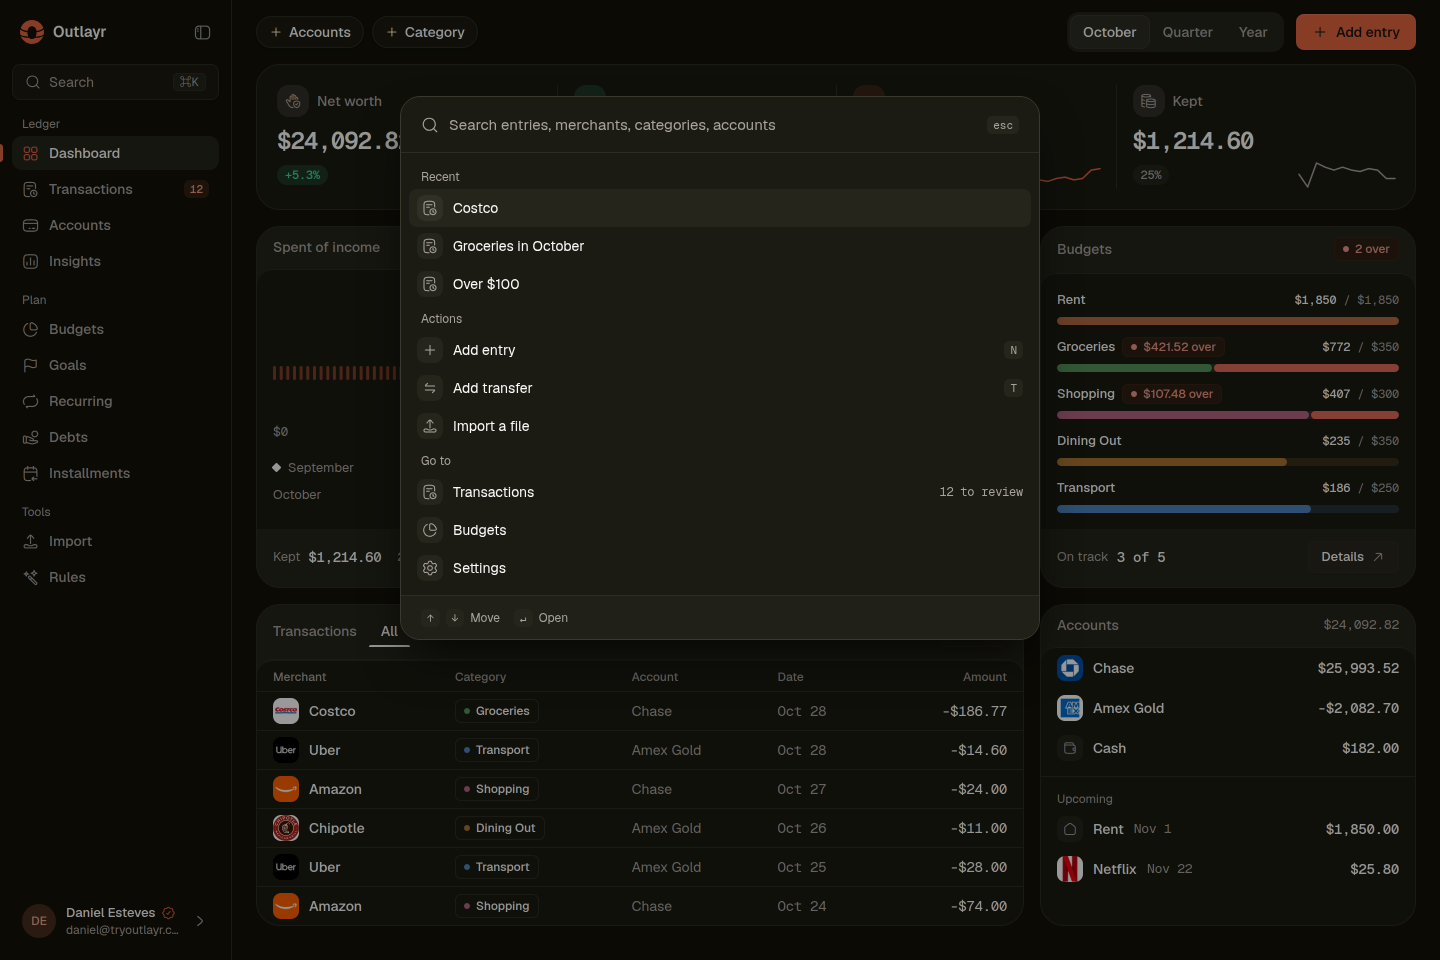 Outlayr
Search ⌘K
Ledger
Dashboard
Transactions 12
Accounts
Insights
Plan
Budgets
Goals
Recurring
Debts
Installments
Tools
Import
Rules
DE Daniel Esteves
daniel@tryoutlayr.c...
+ Accounts + Category
October Quarter Year + Add entry
Net worth
$24,092.8
+5.3%
Kept
$1,214.60
25%
Search entries, merchants, categories, accounts esc
Recent
Costco
Groceries in October
Over $100
Actions
Add entry N
Add transfer T
Import a file
Go to
Transactions 12 to review
Budgets
Settings
↑ ↓ Move ↵ Open
Spent of income
$0
September
October
Kept $1,214.60
Budgets 2 over
Rent $1,850 / $1,850
Groceries $421.52 over $772 / $350
Shopping $107.48 over $407 / $300
Dining Out $235 / $350
Transport $186 / $250
On track 3 of 5 Details
Transactions All
Merchant Category Account Date Amount
Costco Groceries Chase Oct 28 -$186.77
Uber Uber Transport Amex Gold Oct 28 -$14.60
Amazon Shopping Chase Oct 27 -$24.00
Chipotle Dining Out Amex Gold Oct 26 -$11.00
Uber Uber Transport Amex Gold Oct 25 -$28.00
Amazon Shopping Chase Oct 24 -$74.00
Accounts $24,092.82
Chase $25,993.52
Amex Gold -$2,082.70
Cash $182.00
Upcoming
Rent Nov 1 $1,850.00
Netflix Nov 22 $25.80